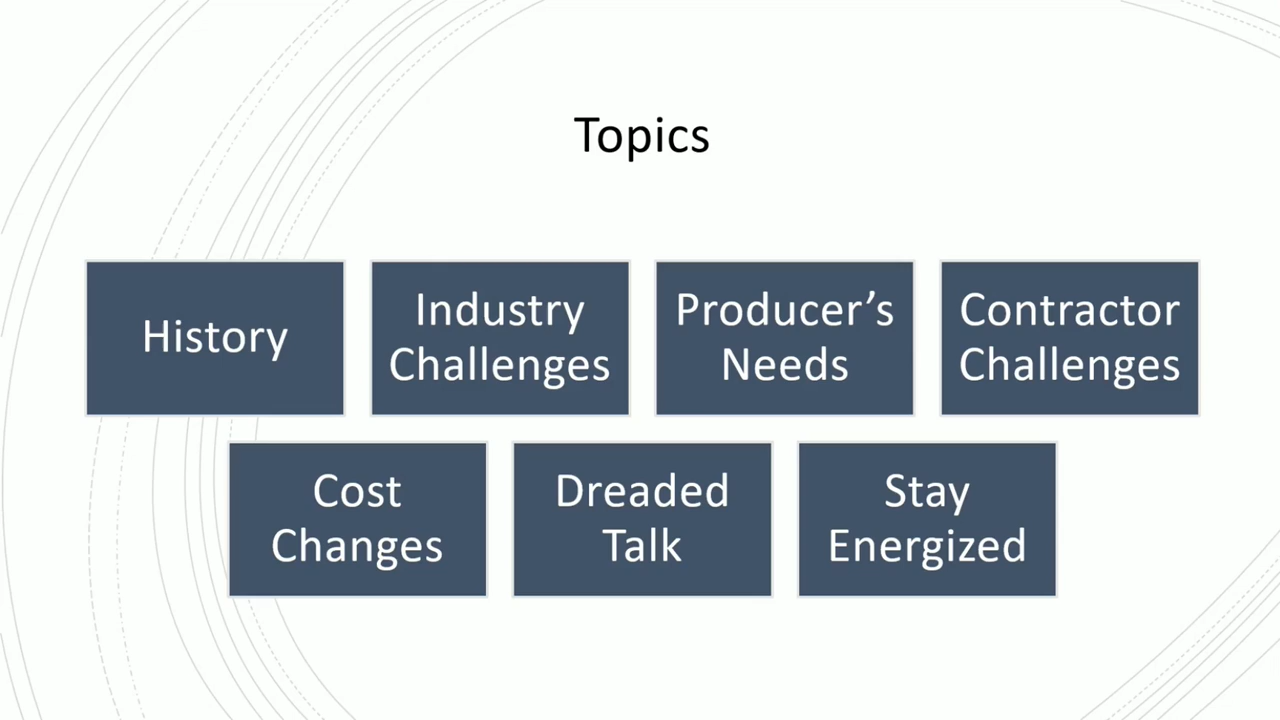 Topics
History
Industry
Challenges
Producer’s
Needs
Contractor
Challenges
Cost
Changes
Dreaded
Talk
Stay
Energized